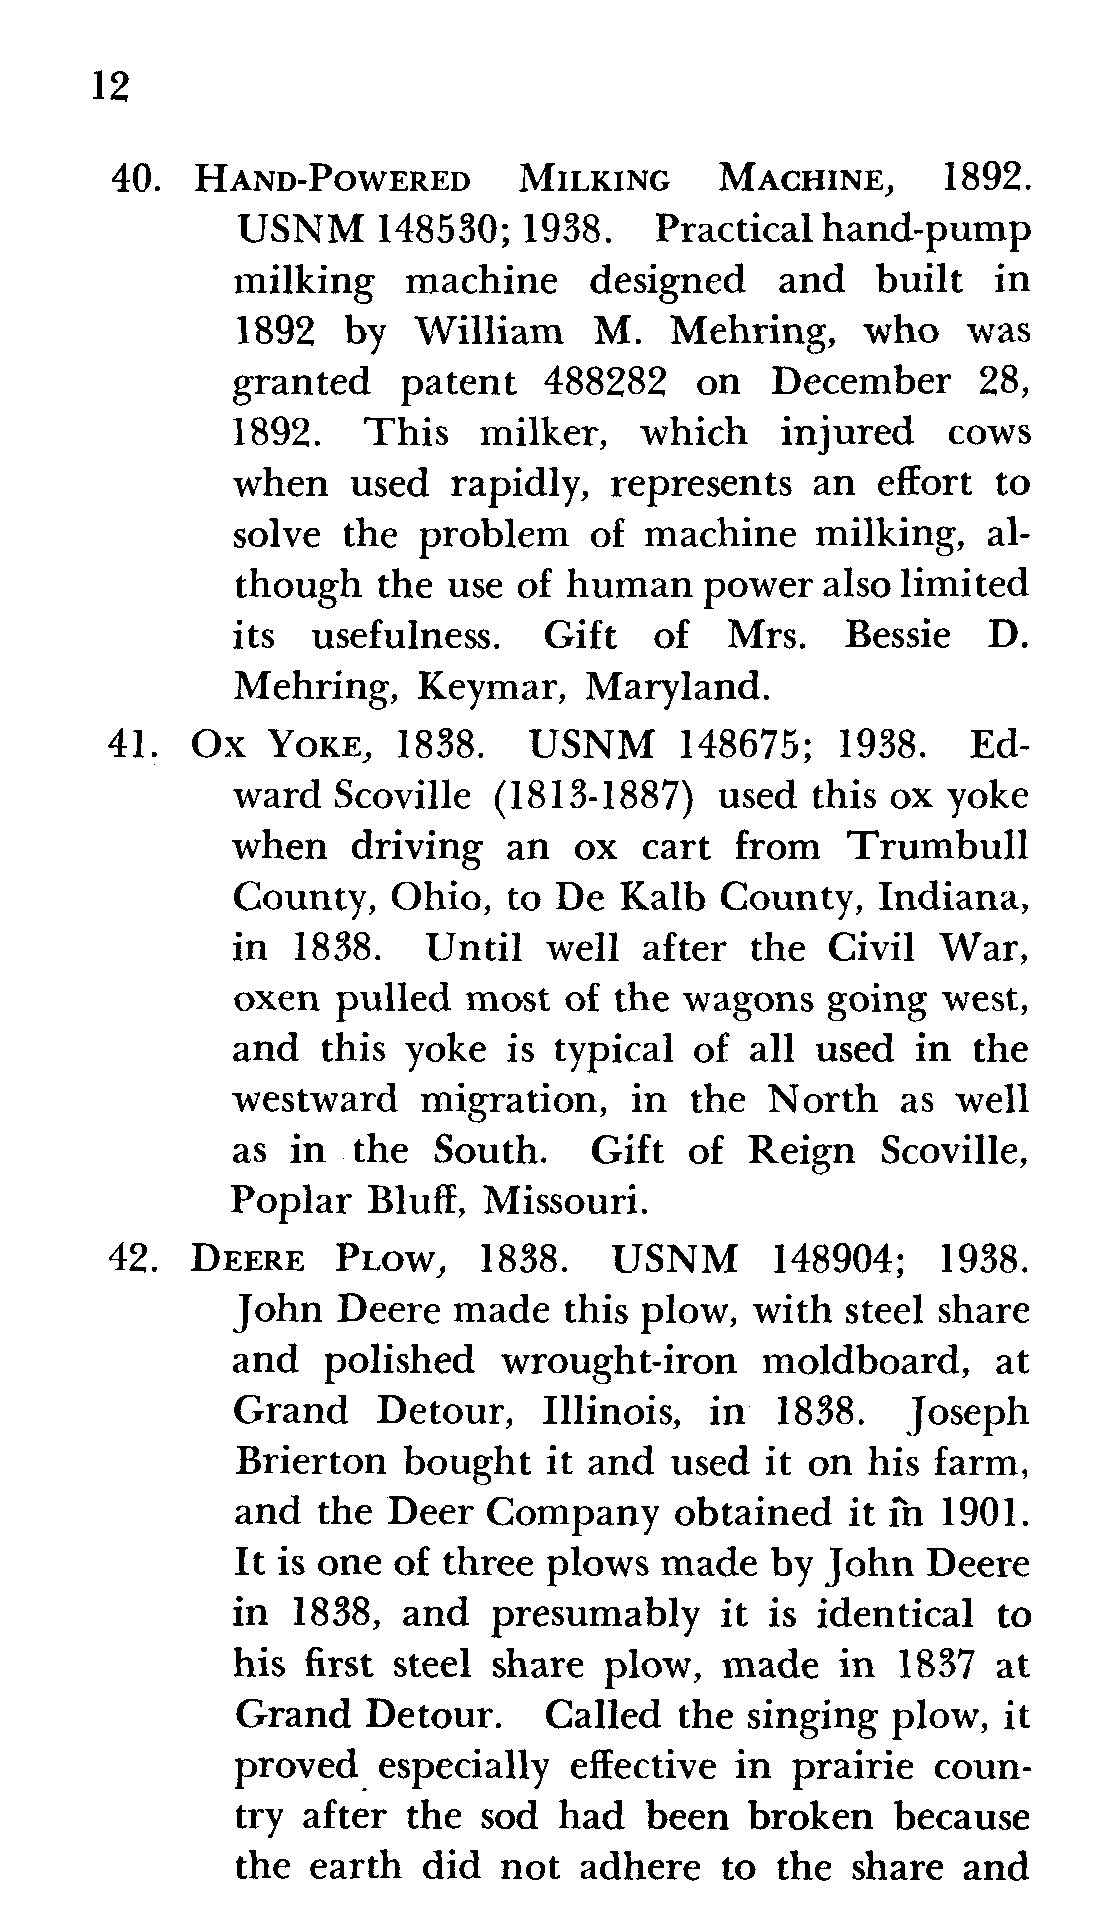 12
40. HAND-POWERED MILKING MACHINE, 1892.
USNM 148530; 1938. Practical hand-pump
milking machine designed and built in
1892 by William M. Mehring, who was
granted patent 488282 on December 28,
1892. This milker, which injured cows
when used rapidly, represents an effort to
solve the problem of machine milking, al-
though the use of human power also limited
its usefulness. Gift of Mrs. Bessie D.
Mehring, Keymar, Maryland.
41. OX YOKE, 1838. USNM 148675; 1938. Ed-
ward Scoville (1813-1887) used this ox yoke
when driving an ox cart from Trumbull
County, Ohio, to De Kalb County, Indiana,
in 1838. Until well after the Civil War,
oxen pulled most of the wagons going west,
and this yoke is typical of all used in the
westward migration, in the North as well
as in the South. Gift of Reign Scoville,
Poplar Bluff, Missouri.
42. DEERE PLOW, 1838. USNM 148904; 1938.
John Deere made this plow, with steel share
and polished wrought-iron moldboard, at
Grand Detour, Illinois, in 1838. Joseph
Brierton bought it and used it on his farm,
and the Deer Company obtained it in 1901.
It is one of three plows made by John Deere
in 1838, and presumably it is identical to
his first steel share plow, made in 1837 at
Grand Detour. Called the singing plow, it
proved especially effective in prairie coun-
try after the sod had been broken because
the earth did not adhere to the share and